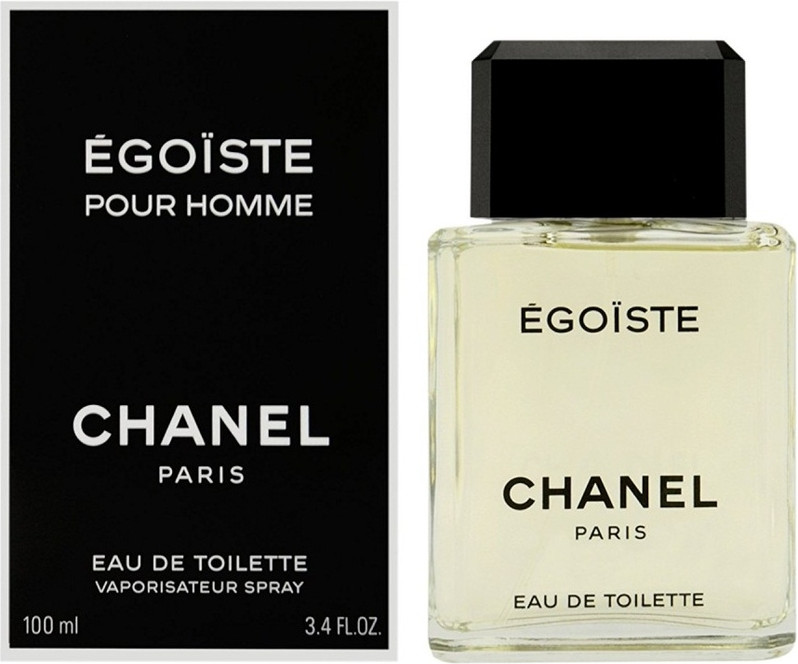 ÉGOÏSTE
POUR HOMME
CHANEL
PARIS
EAU DE TOILETTE
VAPORISATEUR SPRAY
100 ml
3.4 FL.OZ.
ÉGOÏSTE
CHANEL
PARIS
EAU DE TOILETTE